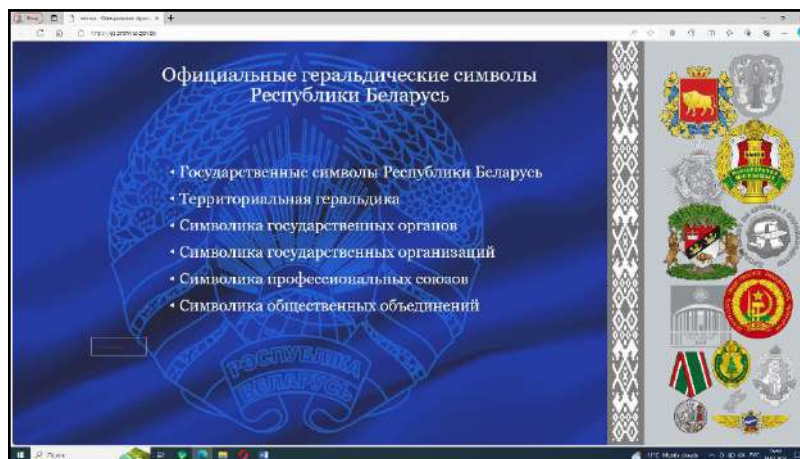 Официальные геральдические символы
Республики Беларусь
• Государственные символы Республики Беларусь
• Территориальная геральдика
• Символика государственных органов
• Символика государственных организаций
• Символика профессиональных союзов
• Символика общественных объединений
РЭСПУБЛІКА
БЕЛАРУСЬ